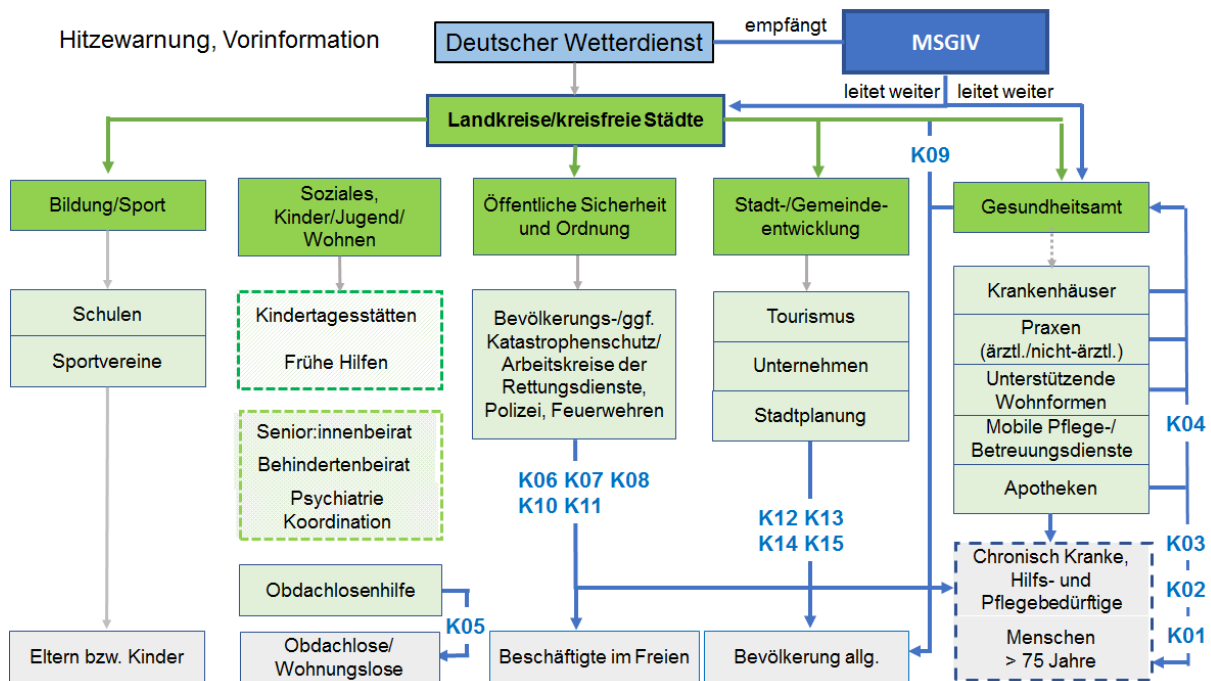 Hitzewarnung, Vorinformation
Deutscher Wetterdienst
empfängt
MSGIV
leitet weiter
leitet weiter
Landkreise/kreisfreie Städte
K09
Bildung/Sport
Soziales,
Kinder/Jugend/
Wohnen
Öffentliche Sicherheit
und Ordnung
Stadt-/Gemeinde-
entwicklung
Gesundheitsamt
Schulen
Sportvereine
Kindertagesstätten
Frühe Hilfen
Senior:innenbeirat
Behindertenbeirat
Psychiatrie
Koordination
Bevölkerungs-/ggf.
Katastrophenschutz/
Arbeitskreise der
Rettungsdienste,
Polizei, Feuerwehren
Tourismus
Unternehmen
Stadtplanung
Krankenhäuser
Praxen
(ärztl./nicht-ärztl.)
Unterstützende
Wohnformen
Mobile Pflege-/
Betreuungsdienste
Apotheken
K04
K06 K07 K08
K10 K11
K12 K13
K14 K15
K03
K02
K01
Chronisch Kranke,
Hilfs- und
Pflegebedürftige
Menschen
> 75 Jahre
Obdachlosenhilfe
K05
Eltern bzw. Kinder
Obdachlose/
Wohnungslose
Beschäftigte im Freien
Bevölkerung allg.